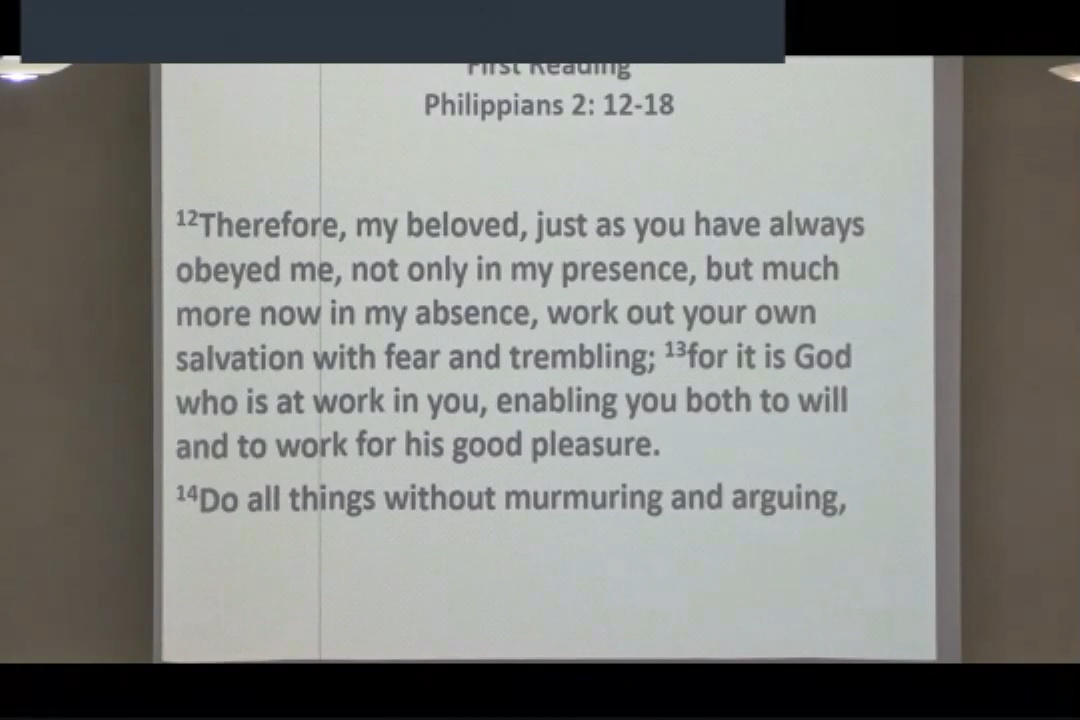 First Reading
Philippians 2: 12-18
12Therefore, my beloved, just as you have always
obeyed me, not only in my presence, but much
more now in my absence, work out your own
salvation with fear and trembling; 13for it is God
who is at work in you, enabling you both to will
and to work for his good pleasure.
14Do all things without murmuring and arguing,